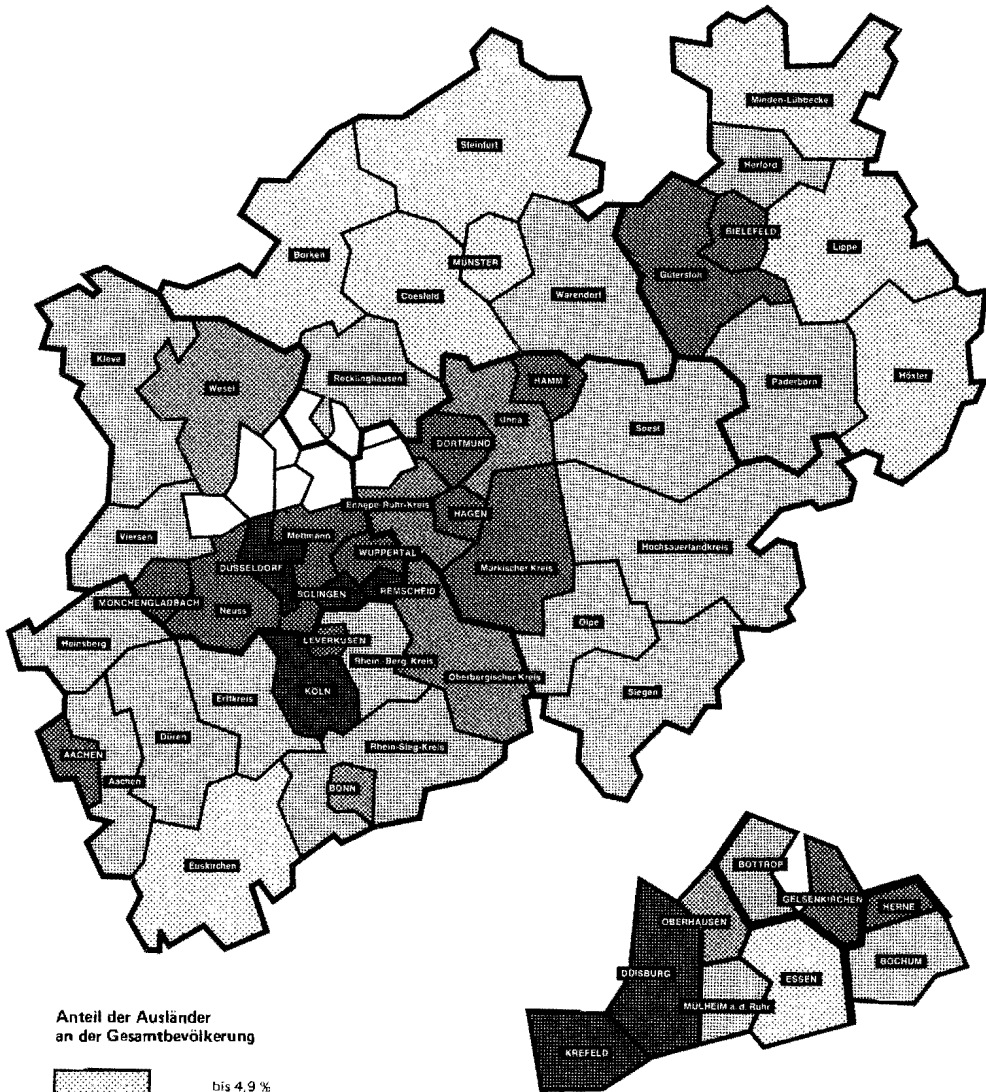 Minden-Lübbecke
Steinfurt
Herford
BIELEFELD
Lippe
Borken
MÜNSTER
Gütersloh
Coesfeld
Warendorf
Kleve
Wesel
Recklinghausen
HAMM
Paderborn
Höxter
Unna
Soest
DORTMUND
Ennepe-Ruhr-Kreis
HAGEN
Viersen
Mettmann
Hochsauerlandkreis
WUPPERTAL
DÜSSELDORF
Märkischer Kreis
SOLINGEN
REMSCHEID
MÖNCHENGLADBACH
Neuss
Olpe
Heinsberg
LEVERKUSEN
Rhein.-Berg. Kreis
Oberbergischer Kreis
KÖLN
Siegen
Erftkreis
Düren
Rhein-Sieg-Kreis
AACHEN
Aachen
BONN
Euskirchen
BOTTROP
GELSENKIRCHEN
HERNE
OBERHAUSEN
BOCHUM
DUISBURG
ESSEN
MÜLHEIM a. d. Ruhr
KREFELD
Anteil der Ausländer
an der Gesamtbevölkerung
bis 4,9 %